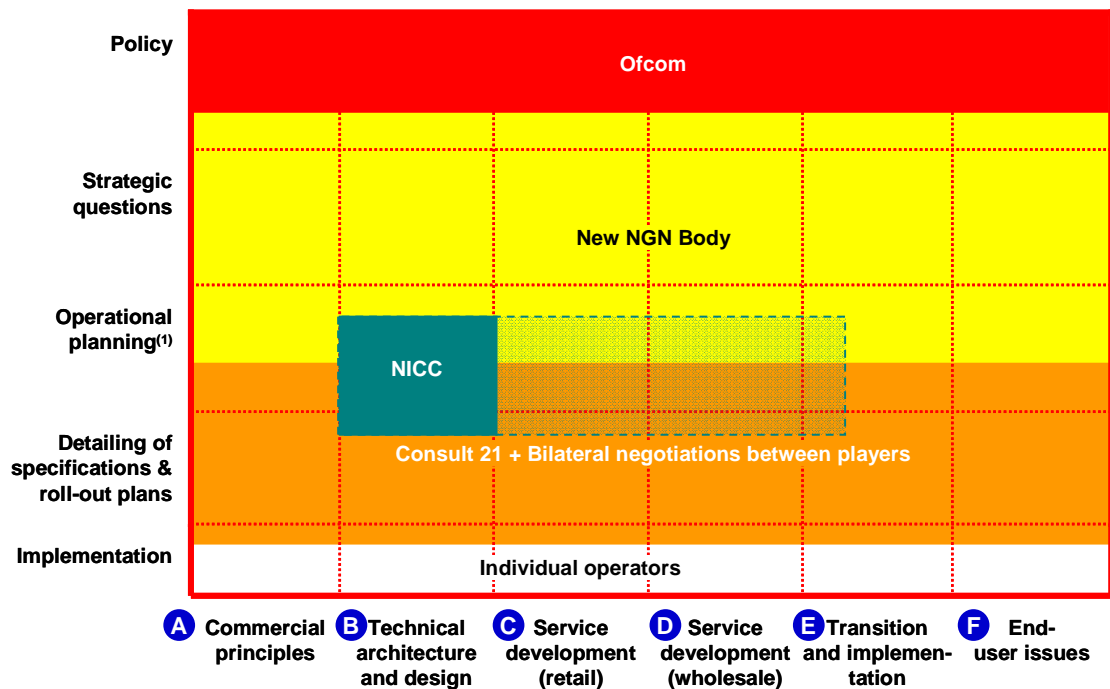 Policy
Ofcom
Strategic
questions
New NGN Body
Operational
planning(1)
NICC
Detailing of
specifications &
roll-out plans
Consult 21 + Bilateral negotiations between players
Implementation
Individual operators
A Commercial
principles
B Technical
architecture
and design
C Service
development
(retail)
D Service
development
(wholesale)
E Transition
and implemen-
tation
F End-
user issues